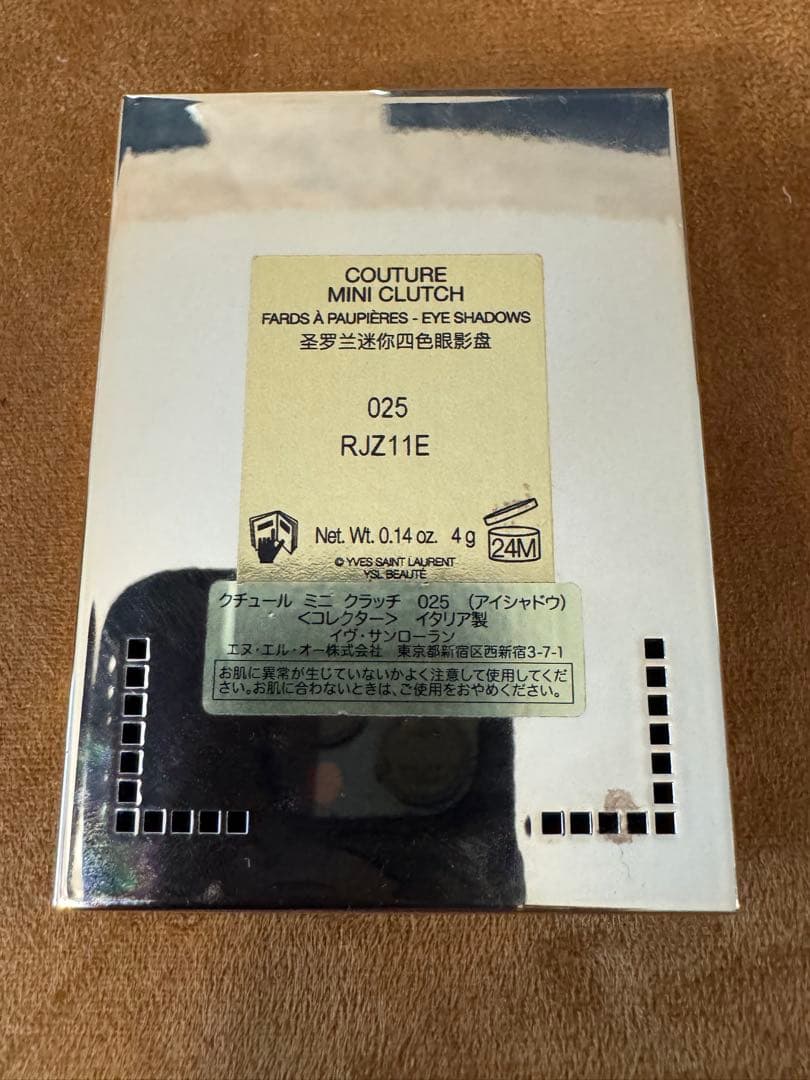 COUTURE
MINI CLUTCH
FARDS À PAUPIÈRES - EYE SHADOWS
圣罗兰迷你四色眼影盘
025
RJZ11E
Net. Wt. 0.14 oz. 4 g
24M
© YVES SAINT LAURENT
YSL BEAUTÉ
クチュール ミニ クラッチ 025 (アイシャドウ)
<コレクター> イタリア製
イヴ・サンローラン
エヌ・エル・オー株式会社 東京都新宿区西新宿3-7-1
お肌に異常が生じていないかよく注意して使用してくだ
さい。お肌に合わないときは、ご使用をおやめください。